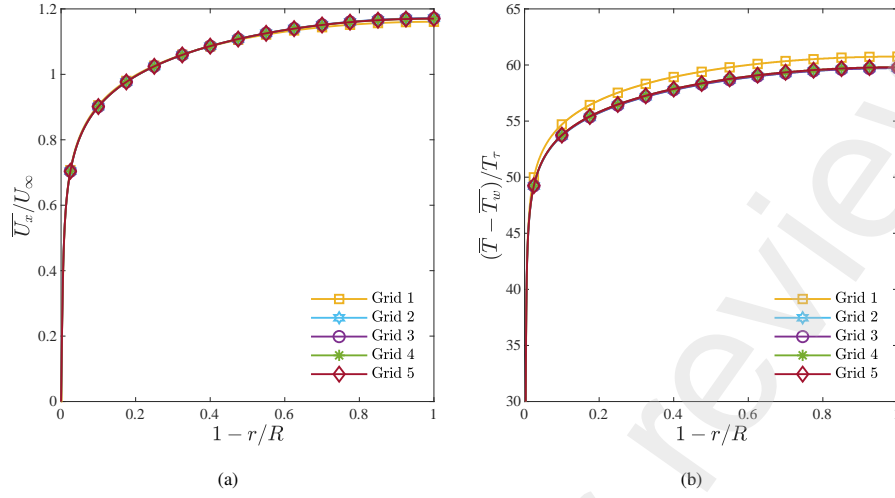 1.2
1
0.8
0.6
0.4
0.2
0
0
0.2
0.4
0.6
0.8
1
$\overline{U_x}/U_\infty$
$1 - r/R$
Grid 1
Grid 2
Grid 3
Grid 4
Grid 5
(a)
65
60
55
50
45
40
35
30
0
0.2
0.4
0.6
0.8
$(\overline{T} - \overline{T_w})/T_\tau$
$1 - r/R$
Grid 1
Grid 2
Grid 3
Grid 4
Grid 5
(b)
review